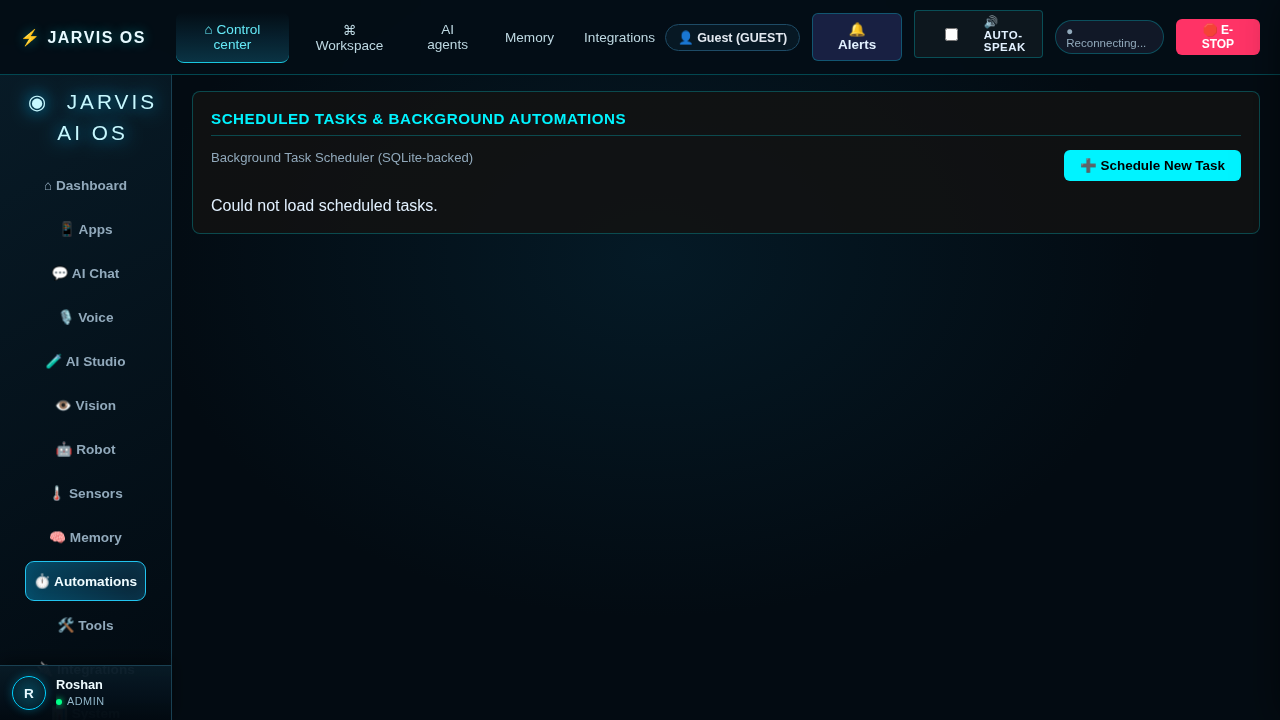 ⚡ JARVIS OS
⌂ Control
center
⌘
Workspace
AI
agents
Memory
Integrations
👤 Guest (GUEST)
🔔
Alerts
🔊
AUTO-
SPEAK
●
Reconnecting...
🛑 E-
STOP
◉ JARVIS
AI OS
⌂ Dashboard
📱 Apps
💬 AI Chat
🎙️ Voice
🧪 AI Studio
👁️ Vision
🤖 Robot
🌡️ Sensors
🧠 Memory
⏱️ Automations
🛠️ Tools
Integrations
R
Roshan
ADMIN
SCHEDULED TASKS & BACKGROUND AUTOMATIONS
Background Task Scheduler (SQLite-backed)
➕ Schedule New Task
Could not load scheduled tasks.